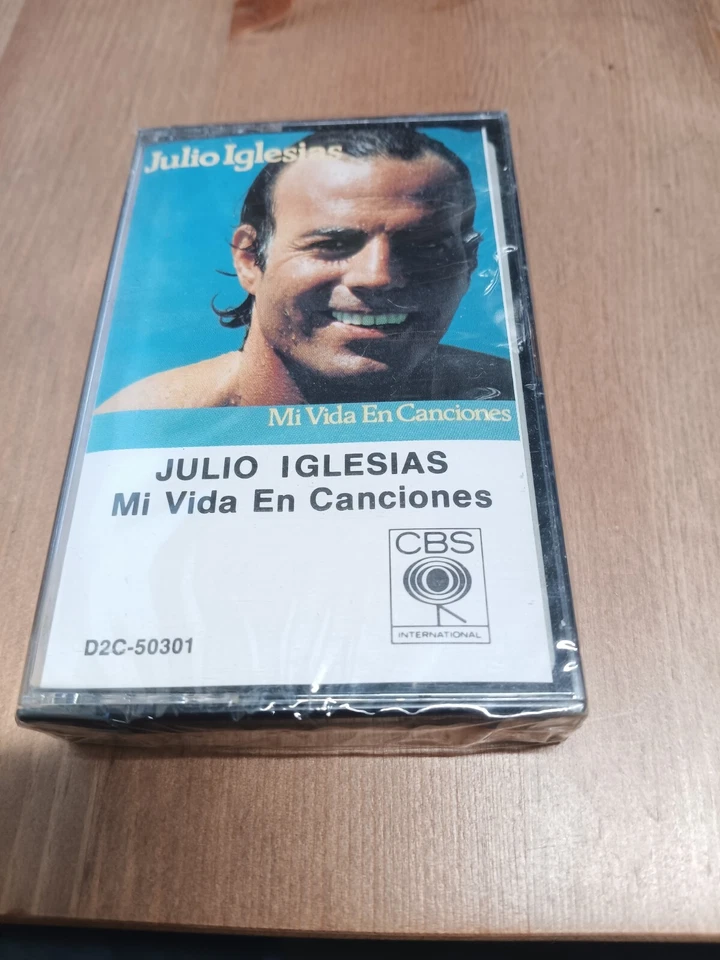 Julio Iglesias
Mi Vida En Canciones
JULIO IGLESIAS
Mi Vida En Canciones
CBS
INTERNATIONAL
D2C-50301